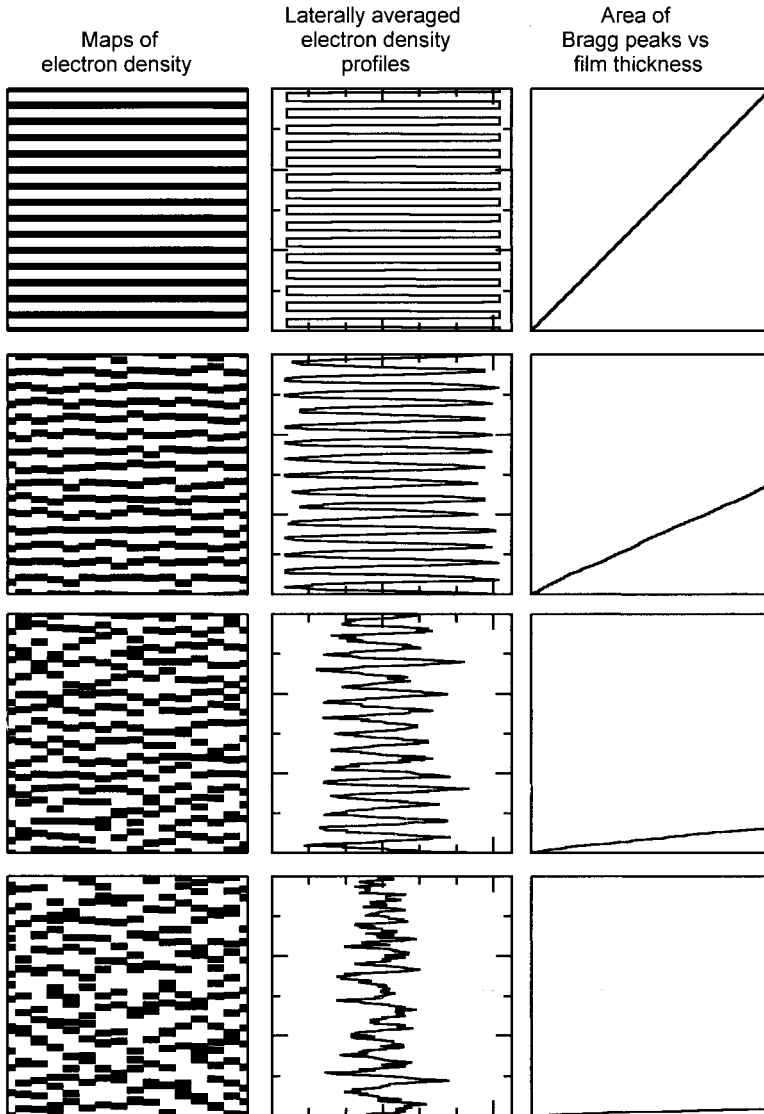 Maps of
electron density
Laterally averaged
electron density
profiles
Area of
Bragg peaks vs
film thickness